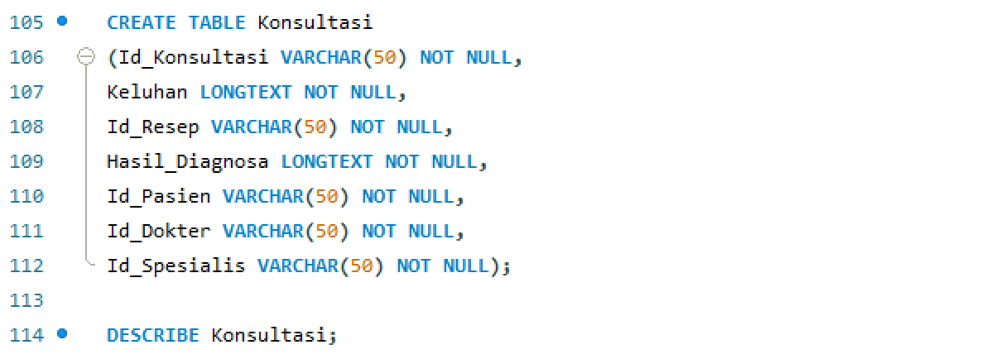 105 CREATE TABLE Konsultasi
106 (Id_Konsultasi VARCHAR(50) NOT NULL,
107 Keluhan LONGTEXT NOT NULL,
108 Id_Resep VARCHAR(50) NOT NULL,
109 Hasil_Diagnosa LONGTEXT NOT NULL,
110 Id_Pasien VARCHAR(50) NOT NULL,
111 Id_Dokter VARCHAR(50) NOT NULL,
112 Id_Spesialis VARCHAR(50) NOT NULL);
113
114 DESCRIBE Konsultasi;